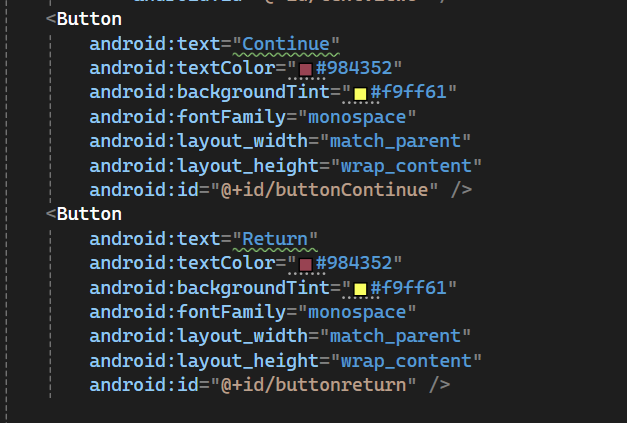 <Button
android:text="Continue"
android:textColor="#984352"
android:backgroundTint="#f9ff61"
android:fontFamily="monospace"
android:layout_width="match_parent"
android:layout_height="wrap_content"
android:id="@+id/buttonContinue" />
<Button
android:text="Return"
android:textColor="#984352"
android:backgroundTint="#f9ff61"
android:fontFamily="monospace"
android:layout_width="match_parent"
android:layout_height="wrap_content"
android:id="@+id/buttonreturn" />